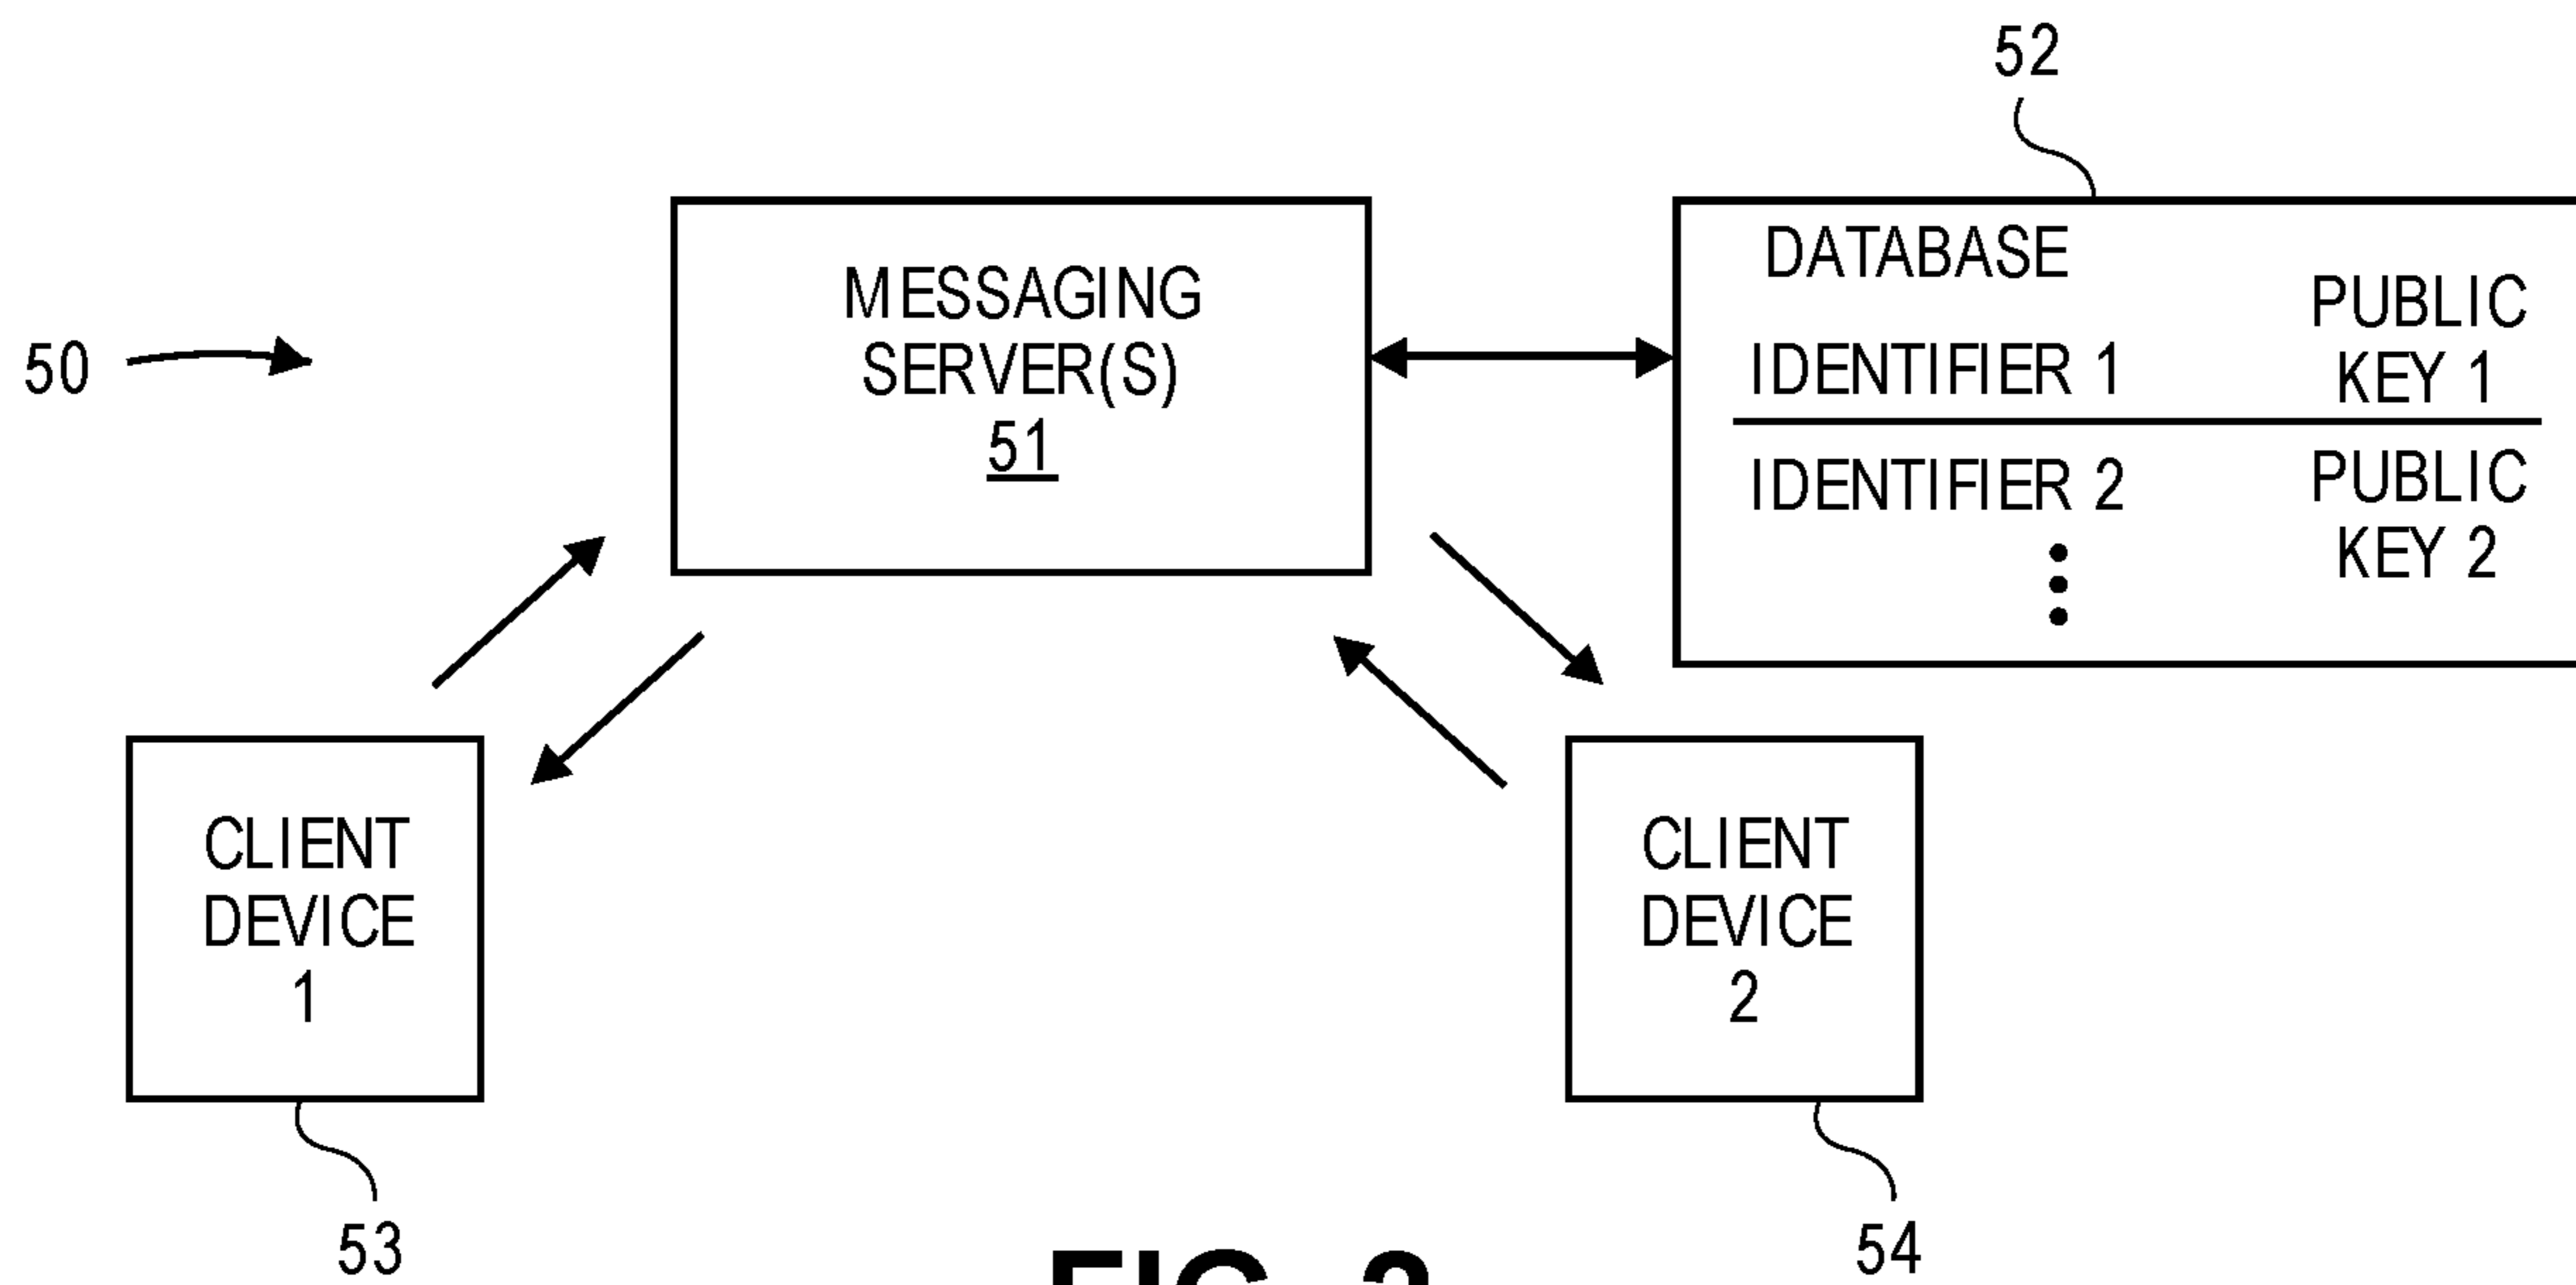 52
50
MESSAGING
SERVER(S)
51
DATABASE
PUBLIC
IDENTIFIER 1
KEY 1
IDENTIFIER 2
PUBLIC
KEY 2
CLIENT
DEVICE
1
CLIENT
DEVICE
2
53
54
FIG.